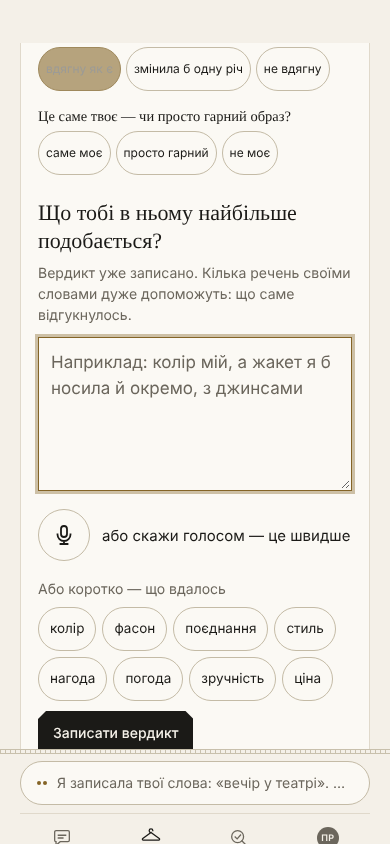 змінила б одну річ
не вдягну
Це саме твоє — чи просто гарний образ?
саме моє
просто гарний
не моє
Що тобі в ньому найбільше
подобається?
Вердикт уже записано. Кілька речень своїми
словами дуже допоможуть: що саме
відгукнулось.
Наприклад: колір мій, а жакет я б
носила й окремо, з джинсами
або скажи голосом — це швидше
Або коротко — що вдалось
колір
фасон
поєднання
стиль
нагода
погода
зручність
ціна
Записати вердикт
Я записала твої слова: «вечір у театрі». ...
ПР